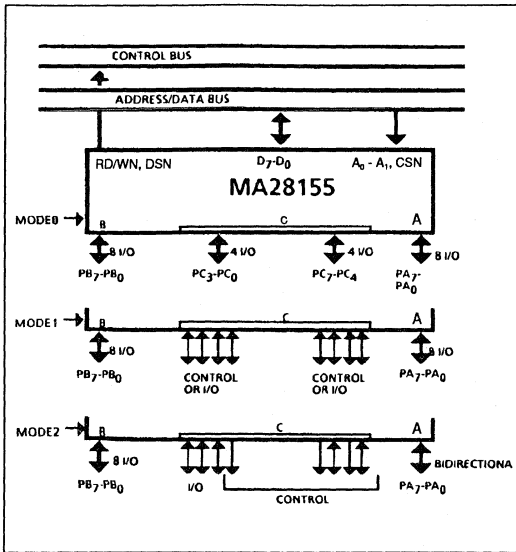 CONTROL BUS
ADDRESS/DATA BUS
RD/WN, DSN D₇-D₀ A₀ - A₁, CSN
MA28155
MODE0 B C A
8 I/O 4 I/O 4 I/O 8 I/O
PB₇-PB₀ PC₃-PC₀ PC₇-PC₄ PA₇-
PA₀
MODE1 B C A
8 I/O 8 I/O
PB₇-PB₀ CONTROL CONTROL PA₇-PA₀
OR I/O OR I/O
MODE2 B C A
8 I/O BIDIRECTIONA
PB₇-PB₀ I/O CONTROL PA₇-PA₀